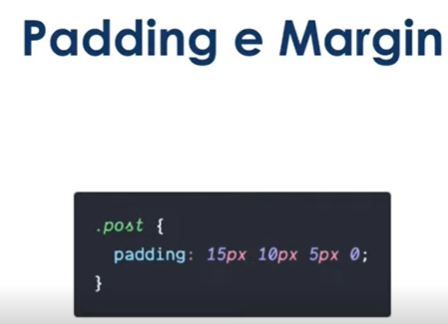 Padding e Margin
.post {
padding: 15px 10px 5px 0;
}